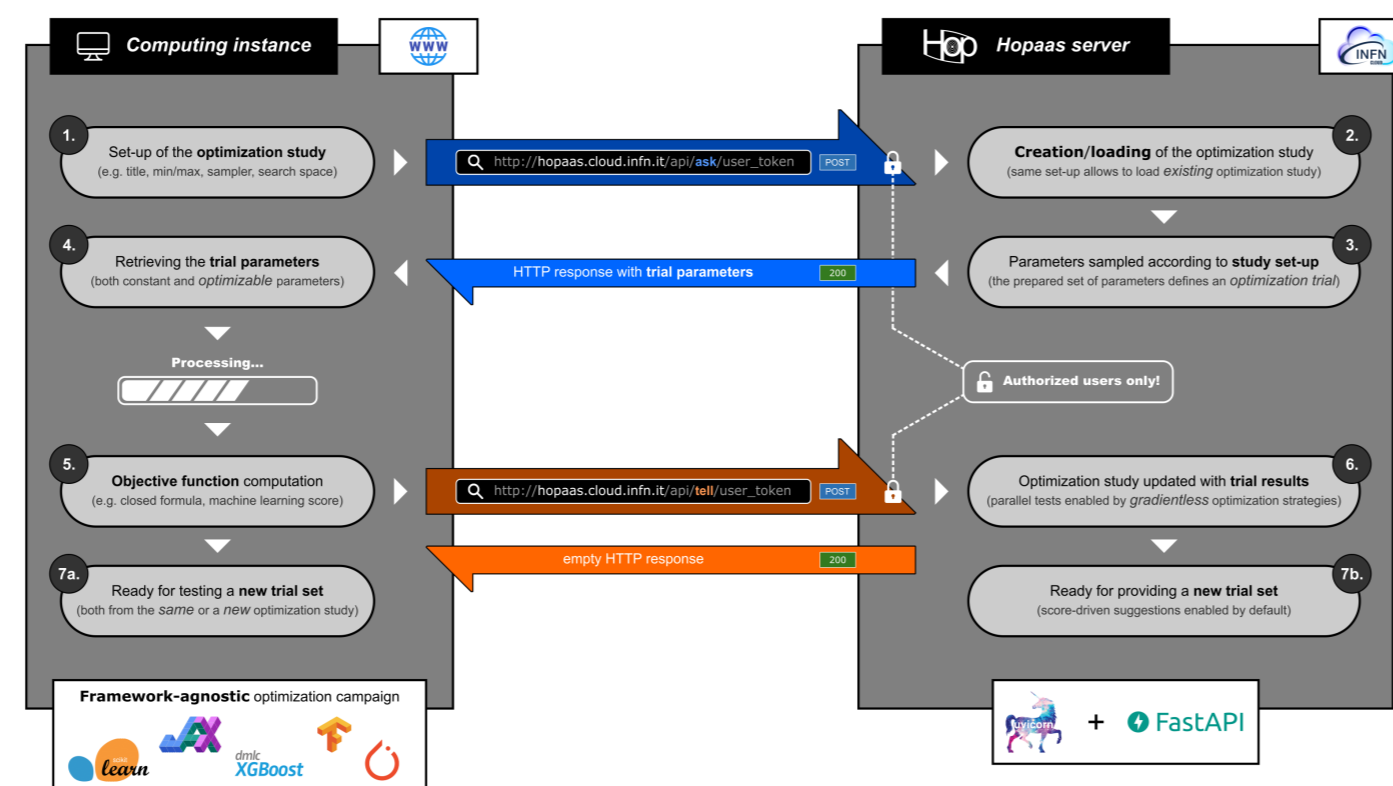 Computing instance
WWW
Hop
Hopaas server
INFN
CLOUD
1.
Set-up of the optimization study
(e.g. title, min/max, sampler, search space)
http://hopaas.cloud.infn.it/api/ask/user_token
POST
2.
Creation/loading of the optimization study
(same set-up allows to load existing optimization study)
4.
Retrieving the trial parameters
(both constant and optimizable parameters)
HTTP response with trial parameters
200
3.
Parameters sampled according to study set-up
(the prepared set of parameters defines an optimization trial)
Processing...
Authorized users only!
5.
Objective function computation
(e.g. closed formula, machine learning score)
http://hopaas.cloud.infn.it/api/tell/user_token
POST
6.
Optimization study updated with trial results
(parallel tests enabled by gradientless optimization strategies)
empty HTTP response
200
7a.
Ready for testing a new trial set
(both from the same or a new optimization study)
7b.
Ready for providing a new trial set
(score-driven suggestions enabled by default)
Framework-agnostic optimization campaign
scikit
learn
JAX
dmlc
XGBoost
uvicorn
+
FastAPI